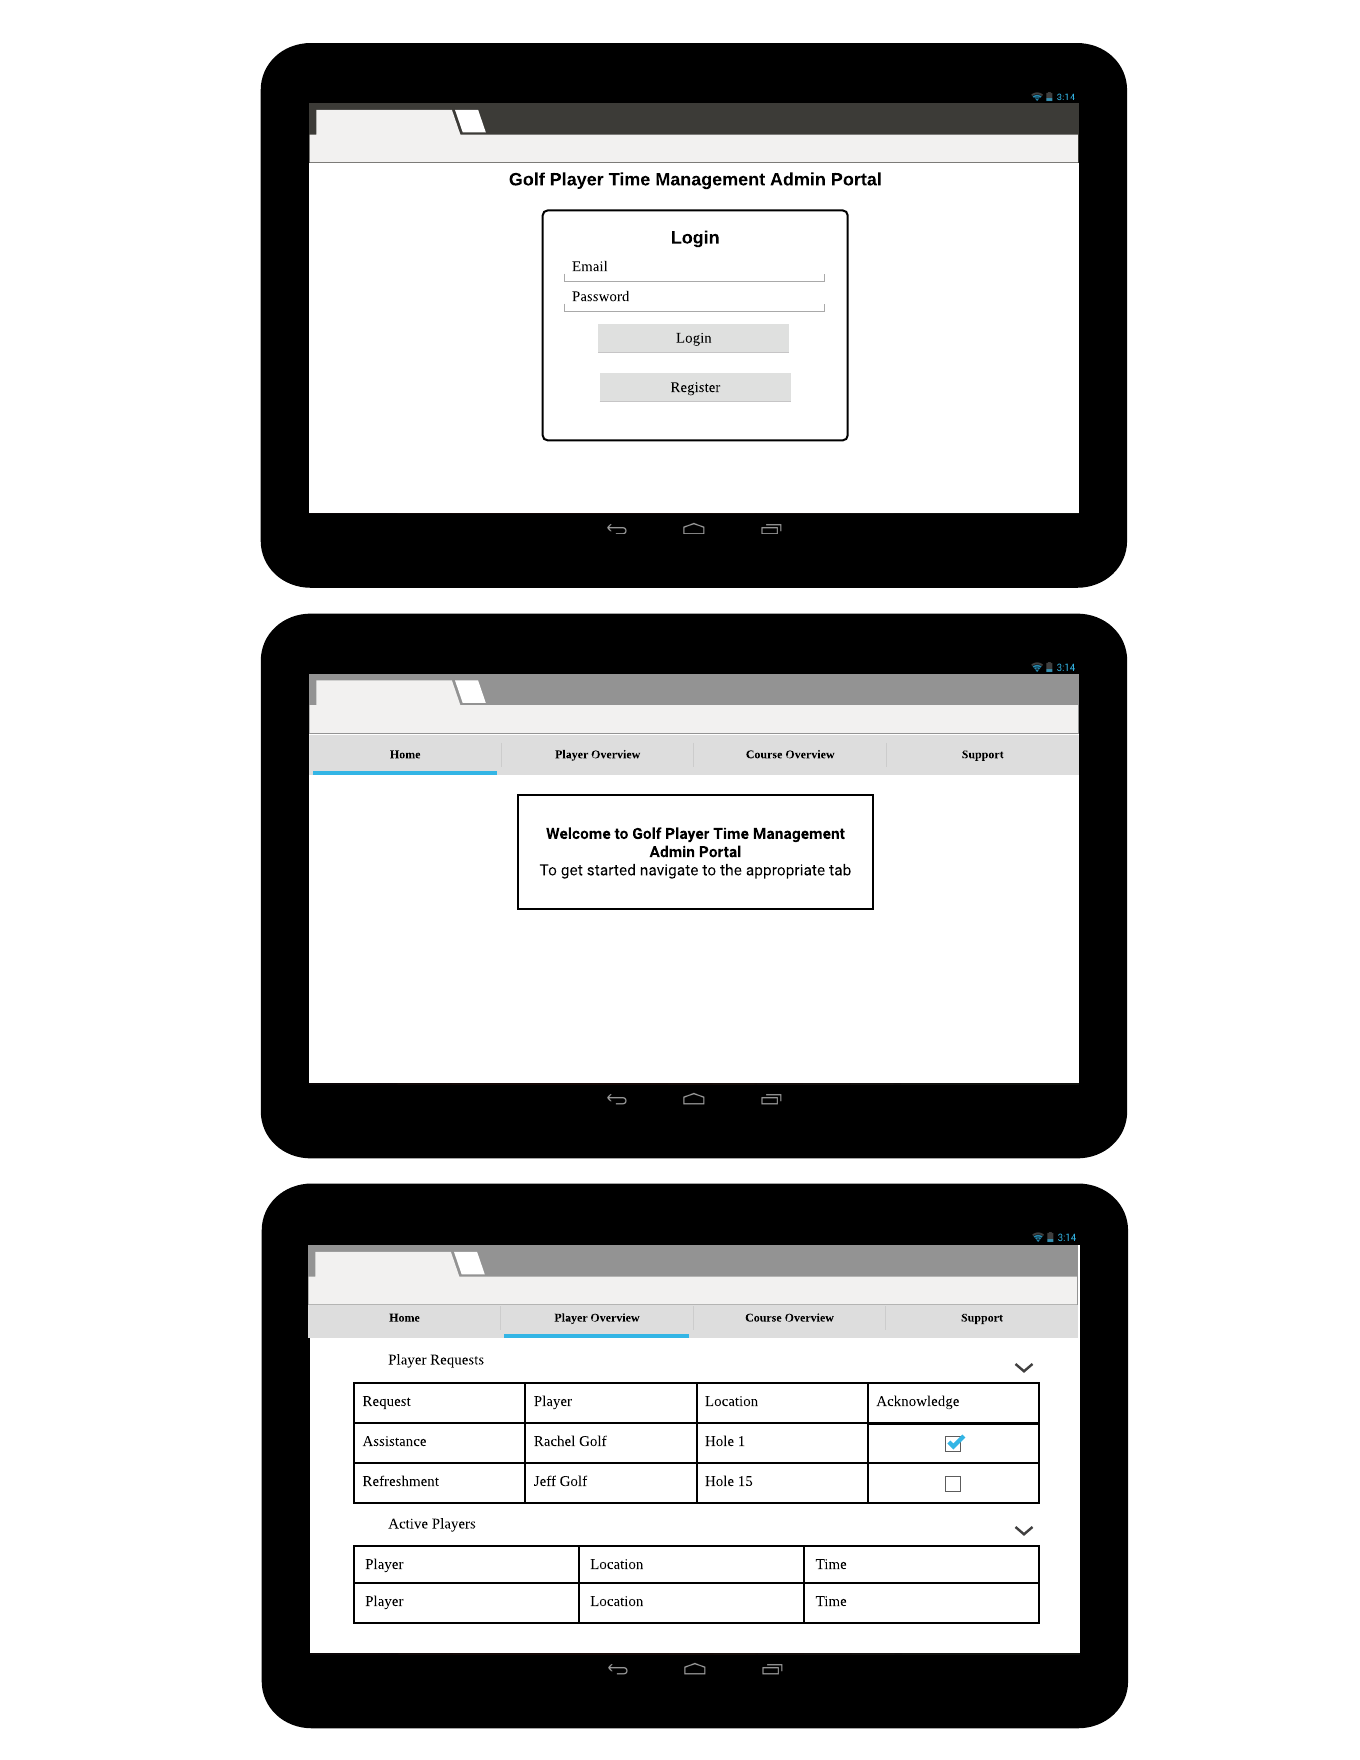 3:14
Golf Player Time Management Admin Portal
Login
Email
Password
Login
Register
3:14
Home Player Overview Course Overview Support
Welcome to Golf Player Time Management
Admin Portal
To get started navigate to the appropriate tab
3:14
Home Player Overview Course Overview Support
Player Requests
Request Player Location Acknowledge
Assistance Rachel Golf Hole 1
Refreshment Jeff Golf Hole 15
Active Players
Player Location Time
Player Location Time